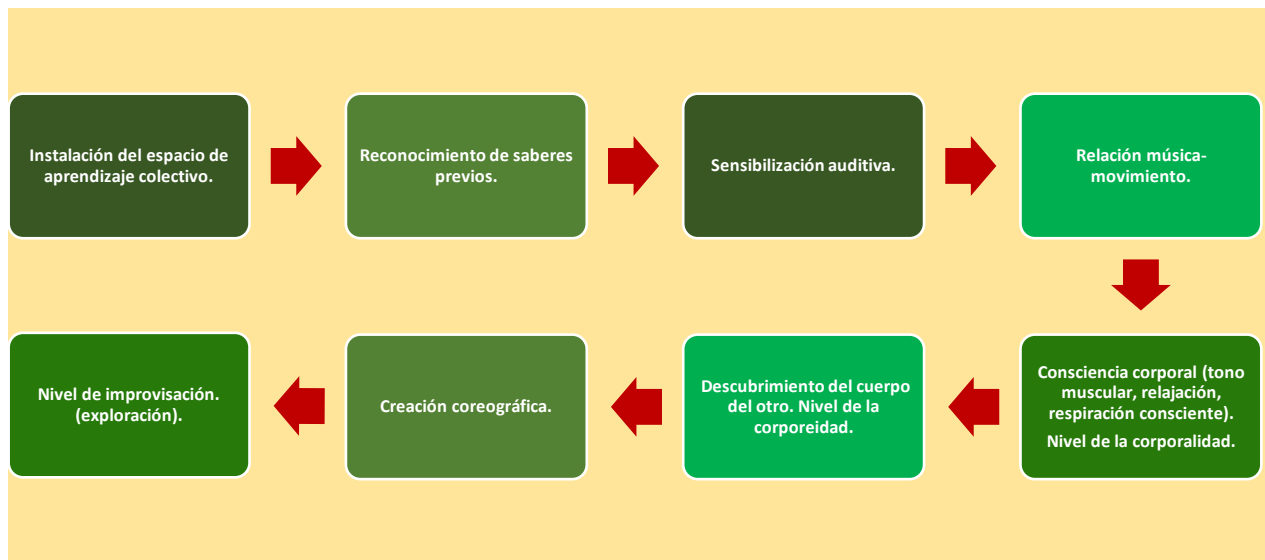 Instalación del espacio de
aprendizaje colectivo.
Reconocimiento de saberes
previos.
Sensibilización auditiva.
Relación música-
movimiento.
Consciencia corporal (tono
muscular, relajación,
respiración consciente).
Nivel de la corporalidad.
Descubrimiento del cuerpo
del otro. Nivel de la
corporeidad.
Creación coreográfica.
Nivel de improvisación.
(exploración).